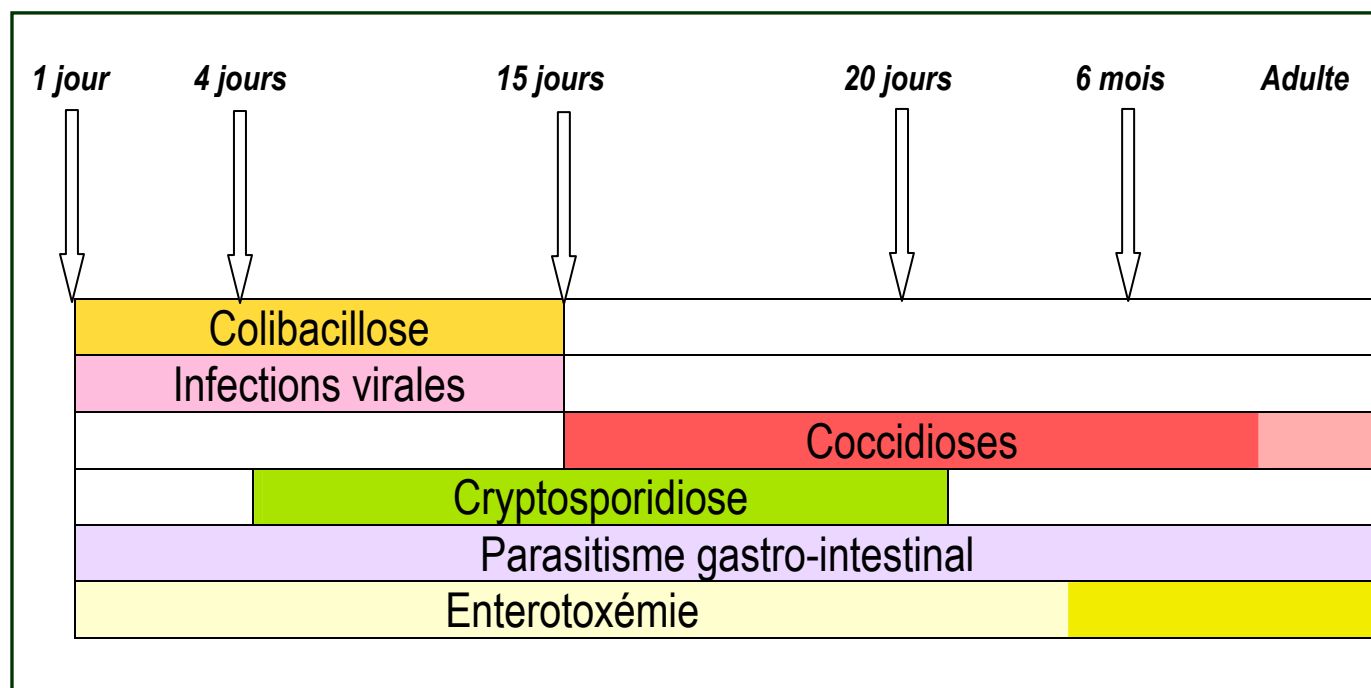 1 jour 4 jours 15 jours 20 jours 6 mois Adulte
Colibacillose
Infections virales
Coccidioses
Cryptosporidiose
Parasitisme gastro-intestinal
Enterotoxémie